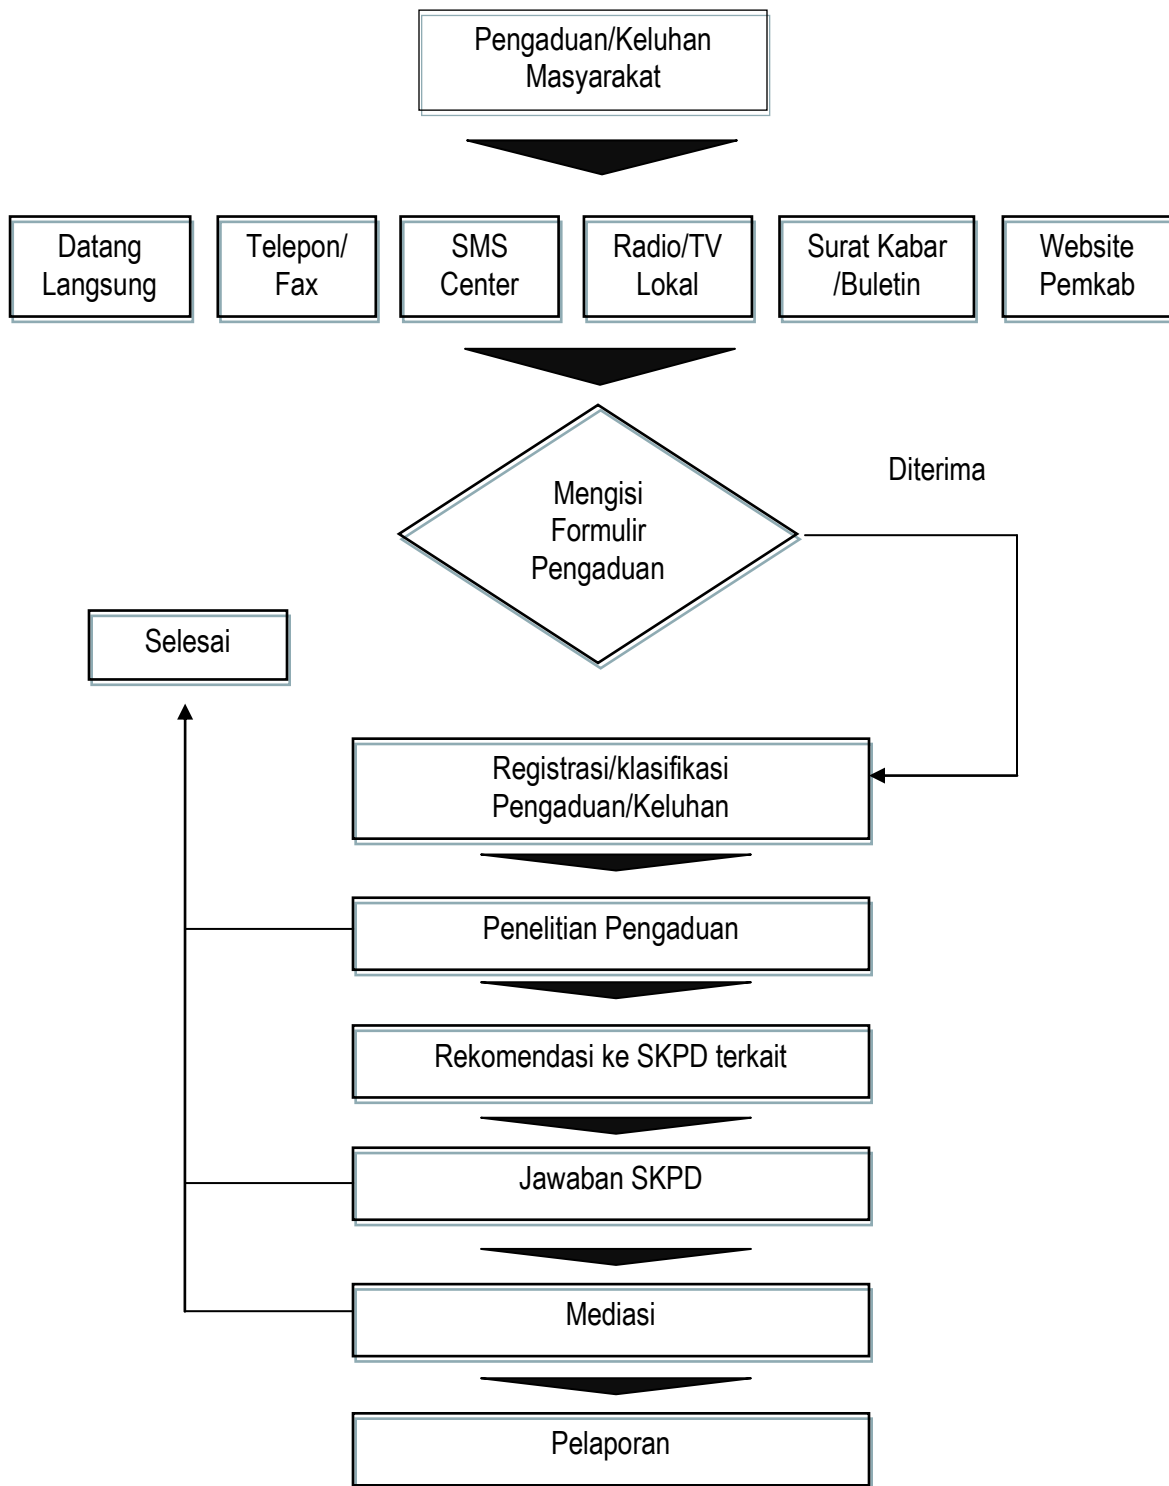 Pengaduan/Keluhan
Masyarakat
Datang
Langsung
Telepon/
Fax
SMS
Center
Radio/TV
Lokal
Surat Kabar
/Buletin
Website
Pemkab
Mengisi
Formulir
Pengaduan
Diterima
Selesai
Registrasi/klasifikasi
Pengaduan/Keluhan
Penelitian Pengaduan
Rekomendasi ke SKPD terkait
Jawaban SKPD
Mediasi
Pelaporan